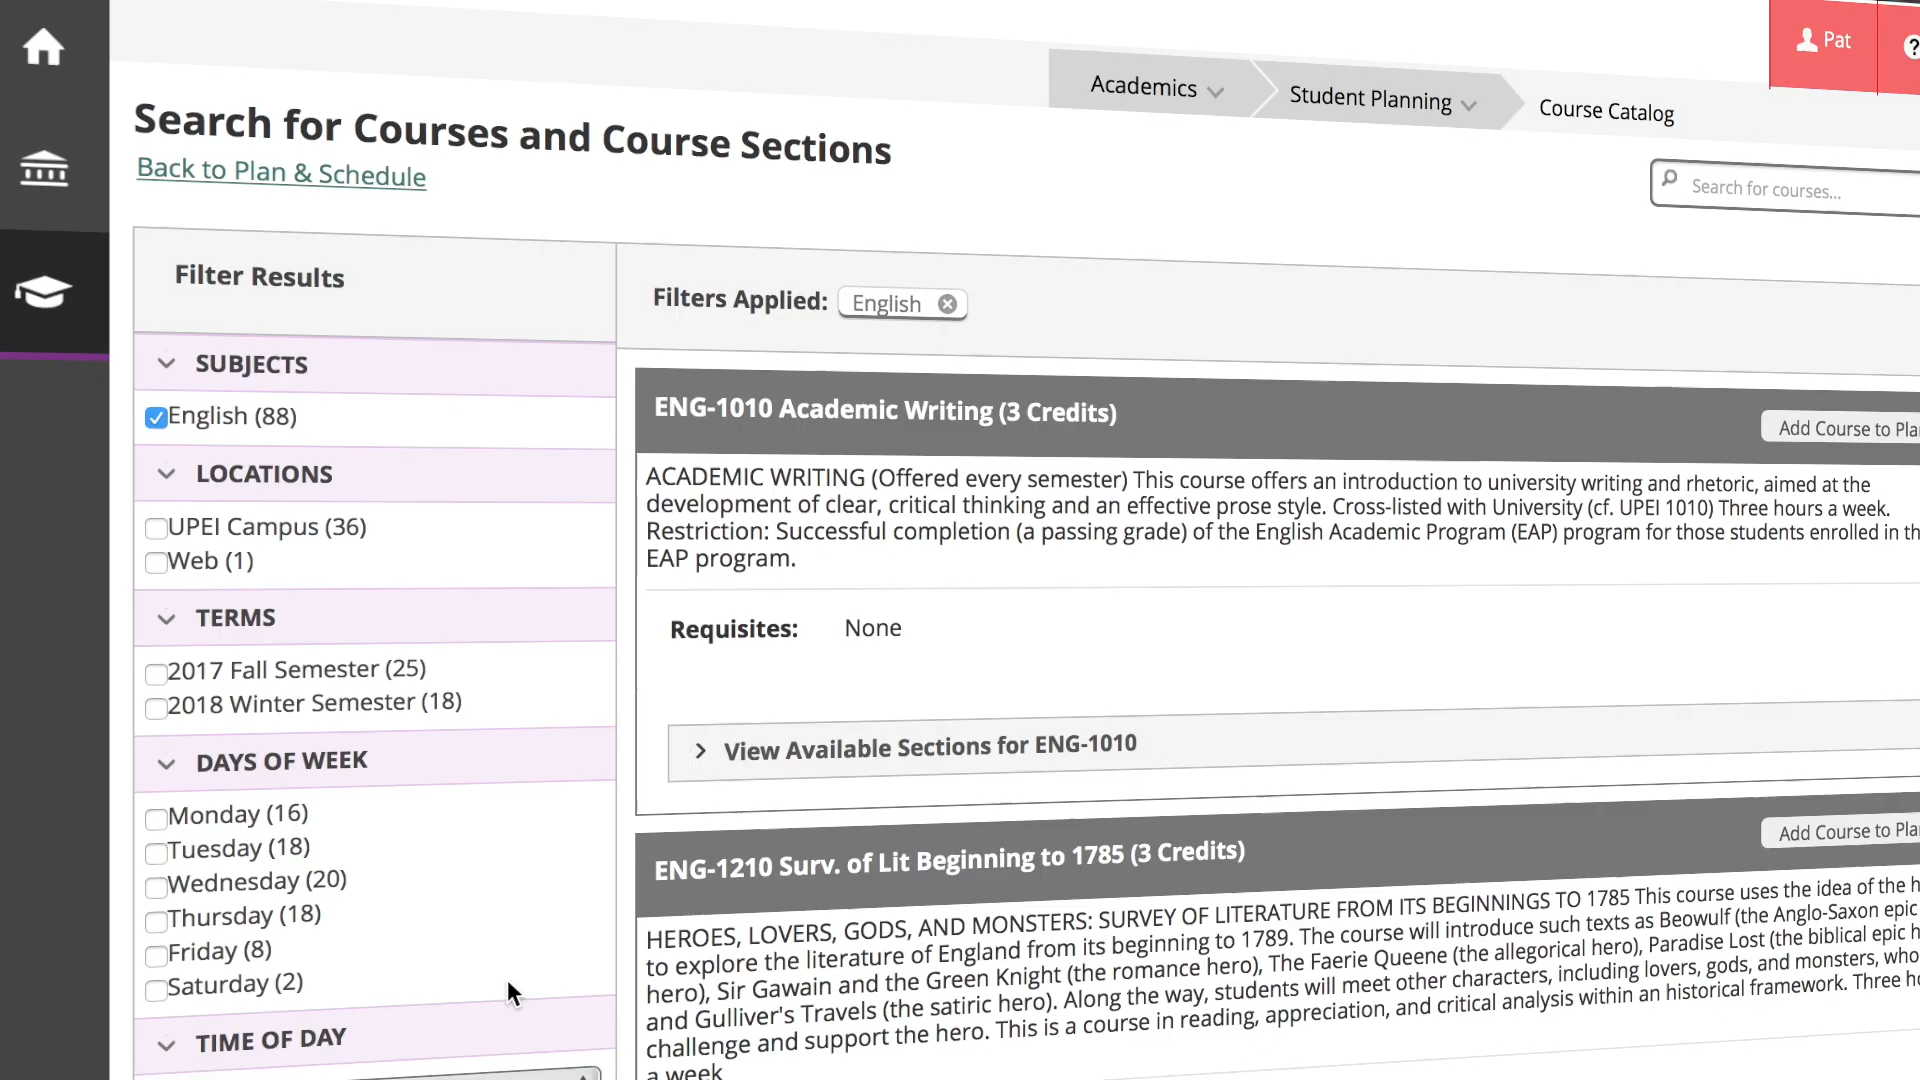 Pat
?
Academics
Student Planning
Course Catalog
Search for Courses and Course Sections
Back to Plan & Schedule
Search for courses...
Filter Results
Filters Applied:
English
SUBJECTS
English (88)
LOCATIONS
UPEI Campus (36)
Web (1)
TERMS
2017 Fall Semester (25)
2018 Winter Semester (18)
DAYS OF WEEK
Monday (16)
Tuesday (18)
Wednesday (20)
Thursday (18)
Friday (8)
Saturday (2)
TIME OF DAY
ENG-1010 Academic Writing (3 Credits)
Add Course to Pla
ACADEMIC WRITING (Offered every semester) This course offers an introduction to university writing and rhetoric, aimed at the
development of clear, critical thinking and an effective prose style. Cross-listed with University (cf. UPEI 1010) Three hours a week.
Restriction: Successful completion (a passing grade) of the English Academic Program (EAP) program for those students enrolled in th
EAP program.
Requisites: None
View Available Sections for ENG-1010
ENG-1210 Surv. of Lit Beginning to 1785 (3 Credits)
Add Course to Pla
HEROES, LOVERS, GODS, AND MONSTERS: SURVEY OF LITERATURE FROM ITS BEGINNINGS TO 1785 This course uses the idea of the h
to explore the literature of England from its beginning to 1789. The course will introduce such texts as Beowulf (the Anglo-Saxon epic
hero), Sir Gawain and the Green Knight (the romance hero), The Faerie Queene (the allegorical hero), Paradise Lost (the biblical epic h
and Gulliver's Travels (the satiric hero). Along the way, students will meet other characters, including lovers, gods, and monsters, who
challenge and support the hero. This is a course in reading, appreciation, and critical analysis within an historical framework. Three ho
a week